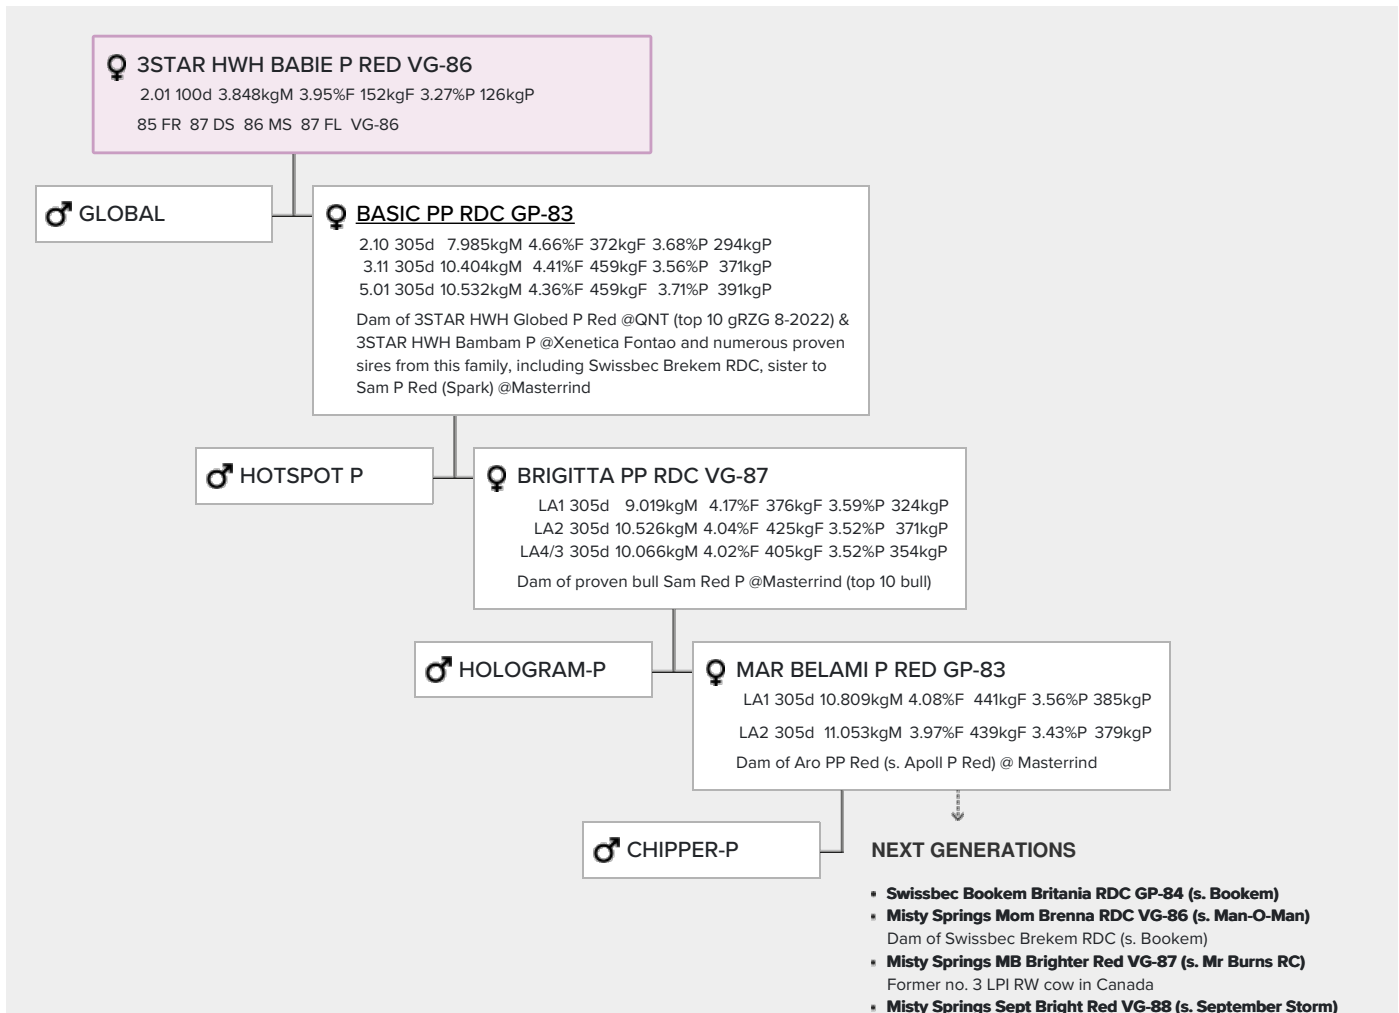 3STAR HWH BABIE P RED VG-86
2.01 100d 3.848kgM 3.95%F 152kgF 3.27%P 126kgP
85 FR 87 DS 86 MS 87 FL VG-86
GLOBAL
BASIC PP RDC GP-83
2.10 305d 7.985kgM 4.66%F 372kgF 3.68%P 294kgP
3.11 305d 10.404kgM 4.41%F 459kgF 3.56%P 371kgP
5.01 305d 10.532kgM 4.36%F 459kgF 3.71%P 391kgP
Dam of 3STAR HWH Globed P Red @QNT (top 10 gRZG 8-2022) &
3STAR HWH Bambam P @Xenetica Fontao and numerous proven
sires from this family, including Swissbec Brekem RDC, sister to
Sam P Red (Spark) @Masterrind
HOTSPOT P
BRIGITTA PP RDC VG-87
LA1 305d 9.019kgM 4.17%F 376kgF 3.59%P 324kgP
LA2 305d 10.526kgM 4.04%F 425kgF 3.52%P 371kgP
LA4/3 305d 10.066kgM 4.02%F 405kgF 3.52%P 354kgP
Dam of proven bull Sam Red P @Masterrind (top 10 bull)
HOLOGRAM-P
MAR BELAMI P RED GP-83
LA1 305d 10.809kgM 4.08%F 441kgF 3.56%P 385kgP
LA2 305d 11.053kgM 3.97%F 439kgF 3.43%P 379kgP
Dam of Aro PP Red (s. Apoll P Red) @ Masterrind
CHIPPER-P
NEXT GENERATIONS
▪ Swissbec Bookem Britania RDC GP-84 (s. Bookem)
▪ Misty Springs Mom Brenna RDC VG-86 (s. Man-O-Man)
Dam of Swissbec Brekem RDC (s. Bookem)
▪ Misty Springs MB Brighter Red VG-87 (s. Mr Burns RC)
Former no. 3 LPI RW cow in Canada
▪ Misty Springs Sept Bright Red VG-88 (s. September Storm)